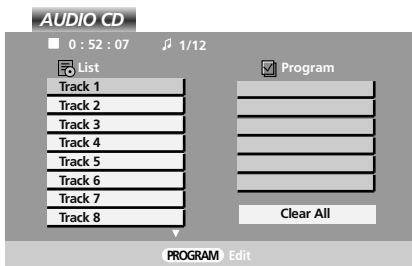 AUDIO CD
0 : 52 : 07 1/12
List
Track 1
Track 2
Track 3
Track 4
Track 5
Track 6
Track 7
Track 8
Program
Clear All
PROGRAM Edit